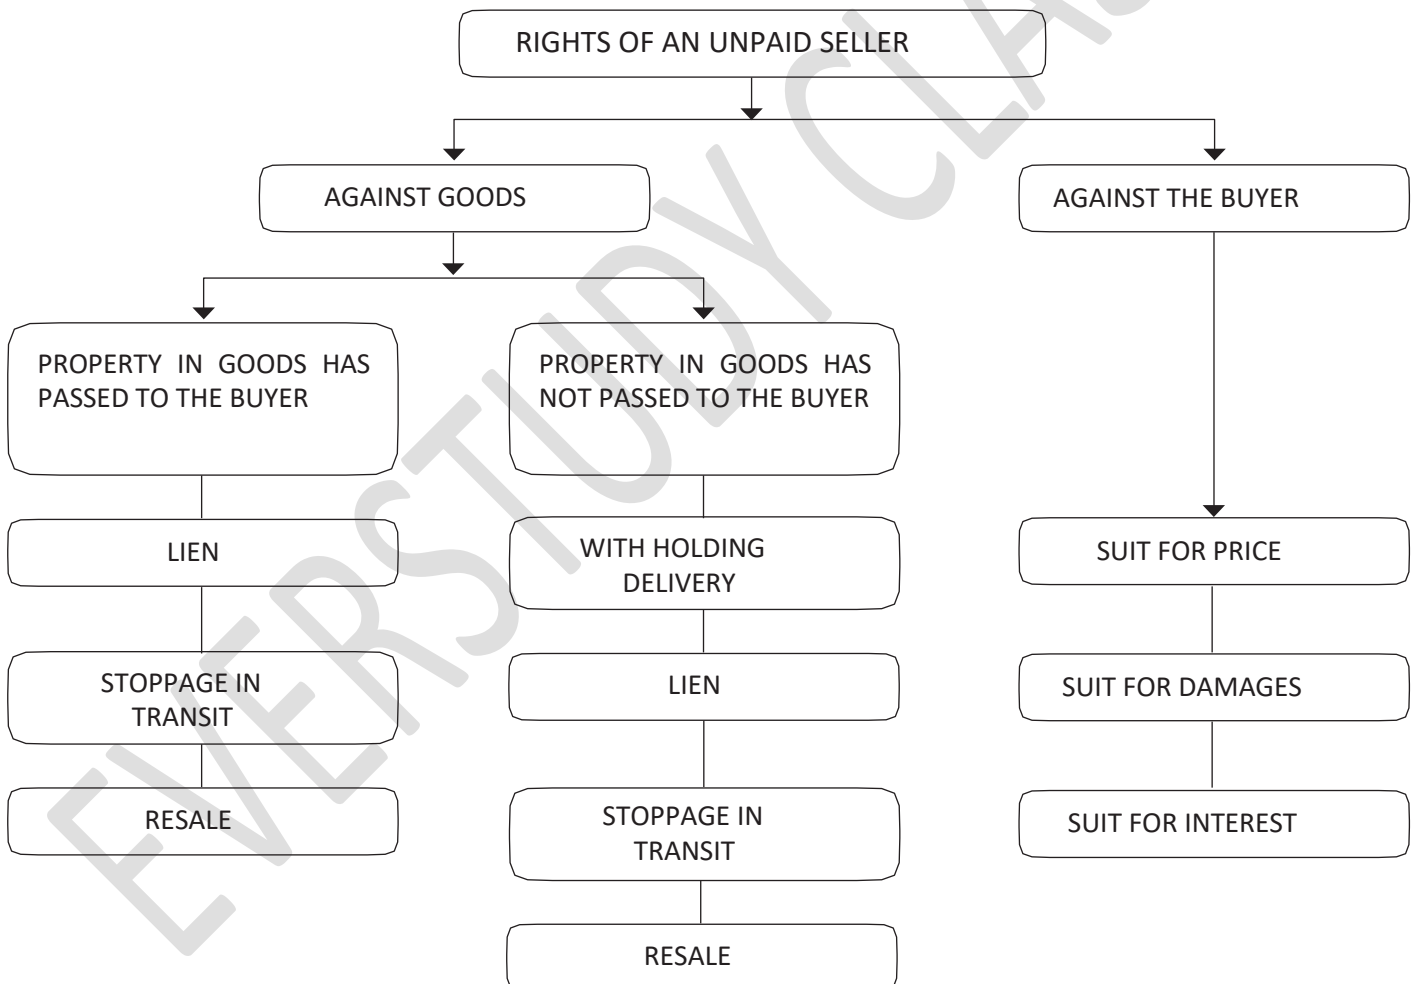 RIGHTS OF AN UNPAID SELLER
AGAINST GOODS
AGAINST THE BUYER
PROPERTY IN GOODS HAS
PASSED TO THE BUYER
PROPERTY IN GOODS HAS
NOT PASSED TO THE BUYER
LIEN
STOPPAGE IN
TRANSIT
RESALE
WITH HOLDING
DELIVERY
LIEN
STOPPAGE IN
TRANSIT
RESALE
SUIT FOR PRICE
SUIT FOR DAMAGES
SUIT FOR INTEREST
EVERSTUDY CLAS